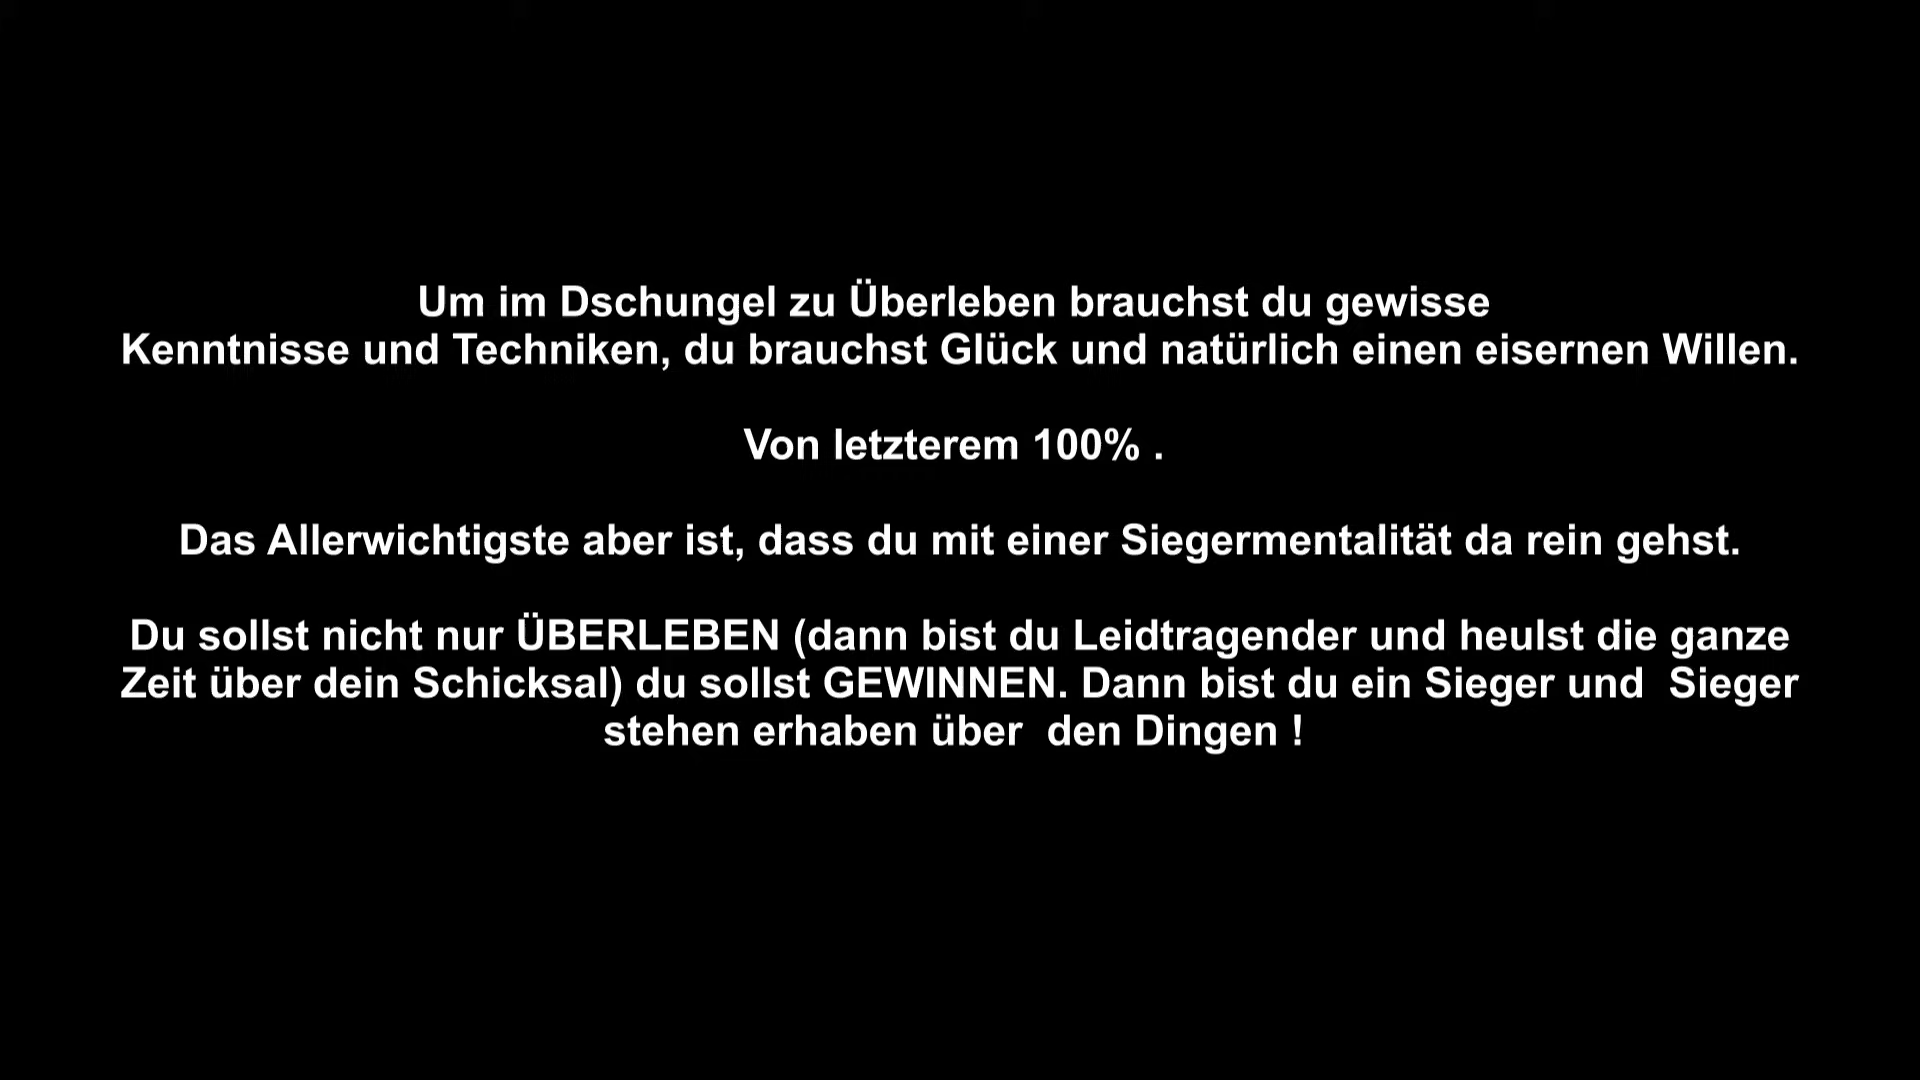 Um im Dschungel zu Überleben brauchst du gewisse
Kenntnisse und Techniken, du brauchst Glück und natürlich einen eisernen Willen.
Von letzterem 100% .
Das Allerwichtigste aber ist, dass du mit einer Siegermentalität da rein gehst.
Du sollst nicht nur ÜBERLEBEN (dann bist du Leidtragender und heulst die ganze
Zeit über dein Schicksal) du sollst GEWINNEN. Dann bist du ein Sieger und  Sieger
stehen erhaben über  den Dingen !